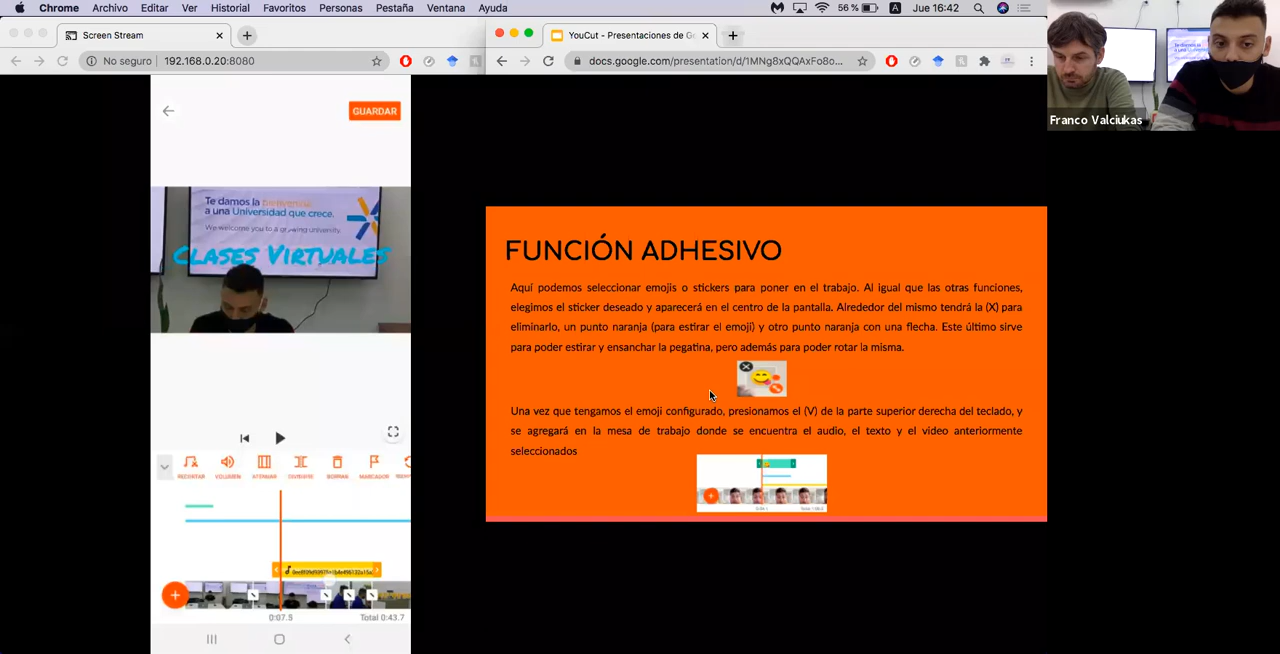 Chrome Archivo Editar Ver Historial Favoritos Personas Pestaña Ventana Ayuda
56 % A Jue 16:42
Screen Stream
YouCut - Presentaciones de G
No seguro | 192.168.0.20:8080
docs.google.com/presentation/d/1MNg8xQQAxFo8o...
GUARDAR
Te damos la bienvenida
a una Universidad que crece.
We welcome you to a growing university.
CLASES VIRTUALES
RECORTAR VOLUMEN ALTERNAR DIVIDIRSE BORRAR MARCADOR
0:07.5 Total 0:43.7
FUNCIÓN ADHESIVO
Aquí podemos seleccionar emojis o stickers para poner en el trabajo. Al igual que las otras funciones,
elegimos el sticker deseado y aparecerá en el centro de la pantalla. Alrededor del mismo tendrá la (X) para
eliminarlo, un punto naranja (para estirar el emoji) y otro punto naranja con una flecha. Este último sirve
para poder estirar y ensanchar la pegatina, pero además para poder rotar la misma.
Una vez que tengamos el emoji configurado, presionamos el (V) de la parte superior derecha del teclado, y
se agregará en la mesa de trabajo donde se encuentra el audio, el texto y el video anteriormente
seleccionados
Franco Valciukas